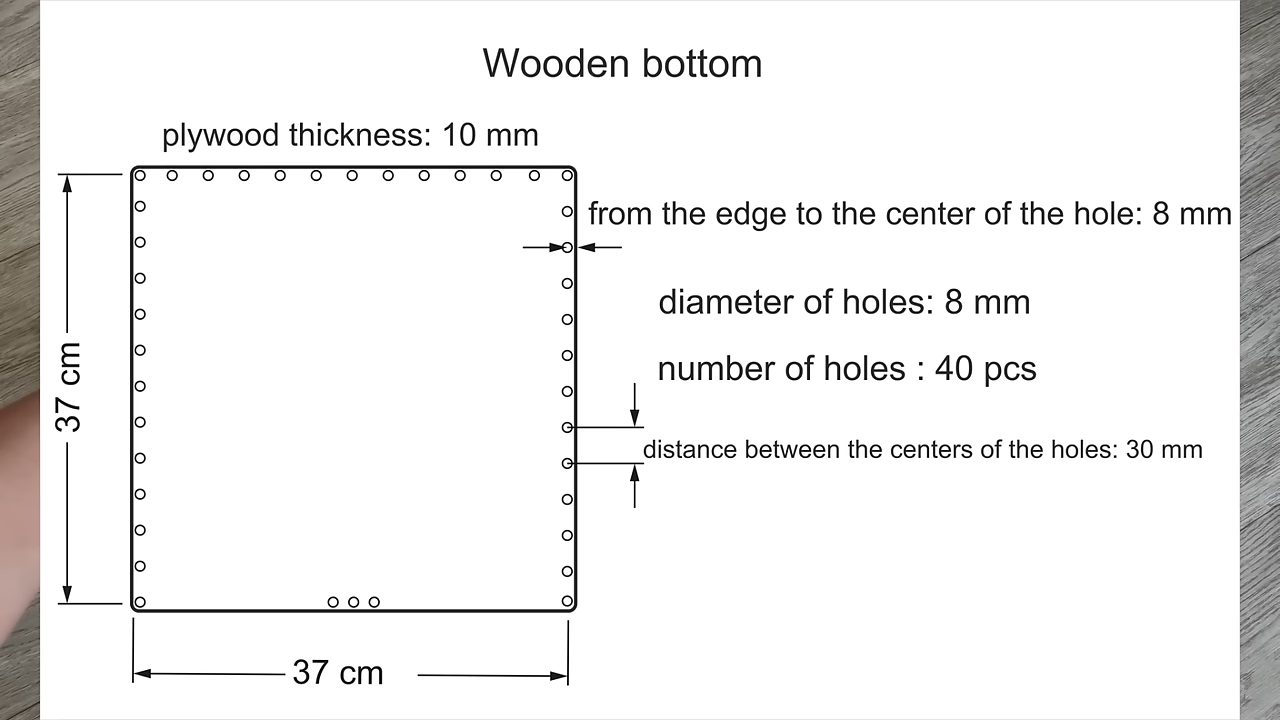 Wooden bottom
plywood thickness: 10 mm
from the edge to the center of the hole: 8 mm
diameter of holes: 8 mm
number of holes : 40 pcs
37 cm
distance between the centers of the holes: 30 mm
37 cm